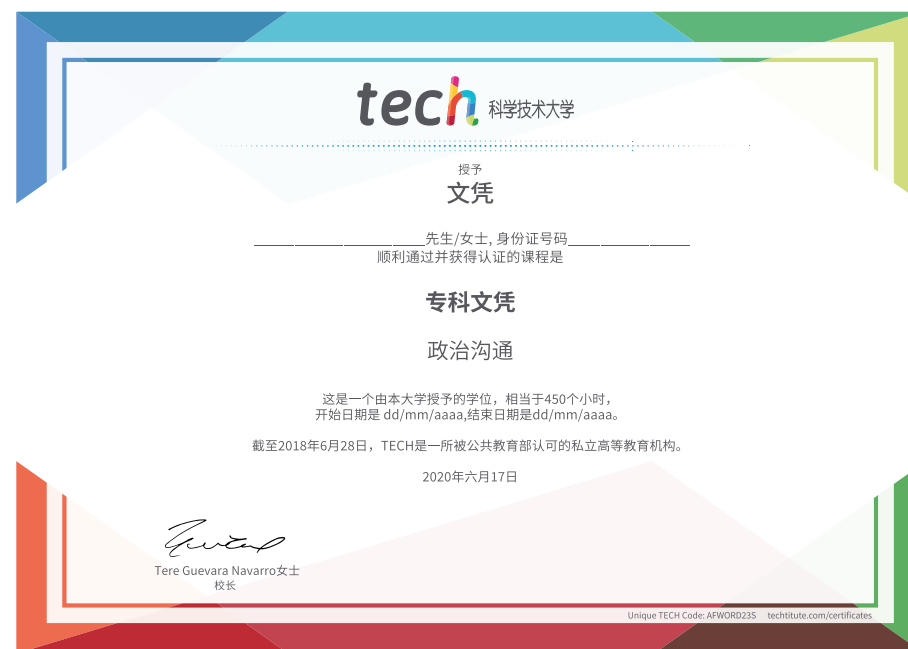 tech 科学技术大学
授予
文凭
________________________先生/女士, 身份证号码_________________
顺利通过并获得认证的课程是
专科文凭
政治沟通
这是一个由本大学授予的学位，相当于450个小时，
开始日期是 dd/mm/aaaa,结束日期是dd/mm/aaaa。
截至2018年6月28日，TECH是一所被公共教育部认可的私立高等教育机构。
2020年六月17日
Tere Guevara Navarro女士
校长
Unique TECH Code: AFWORD23S techtitute.com/certificates